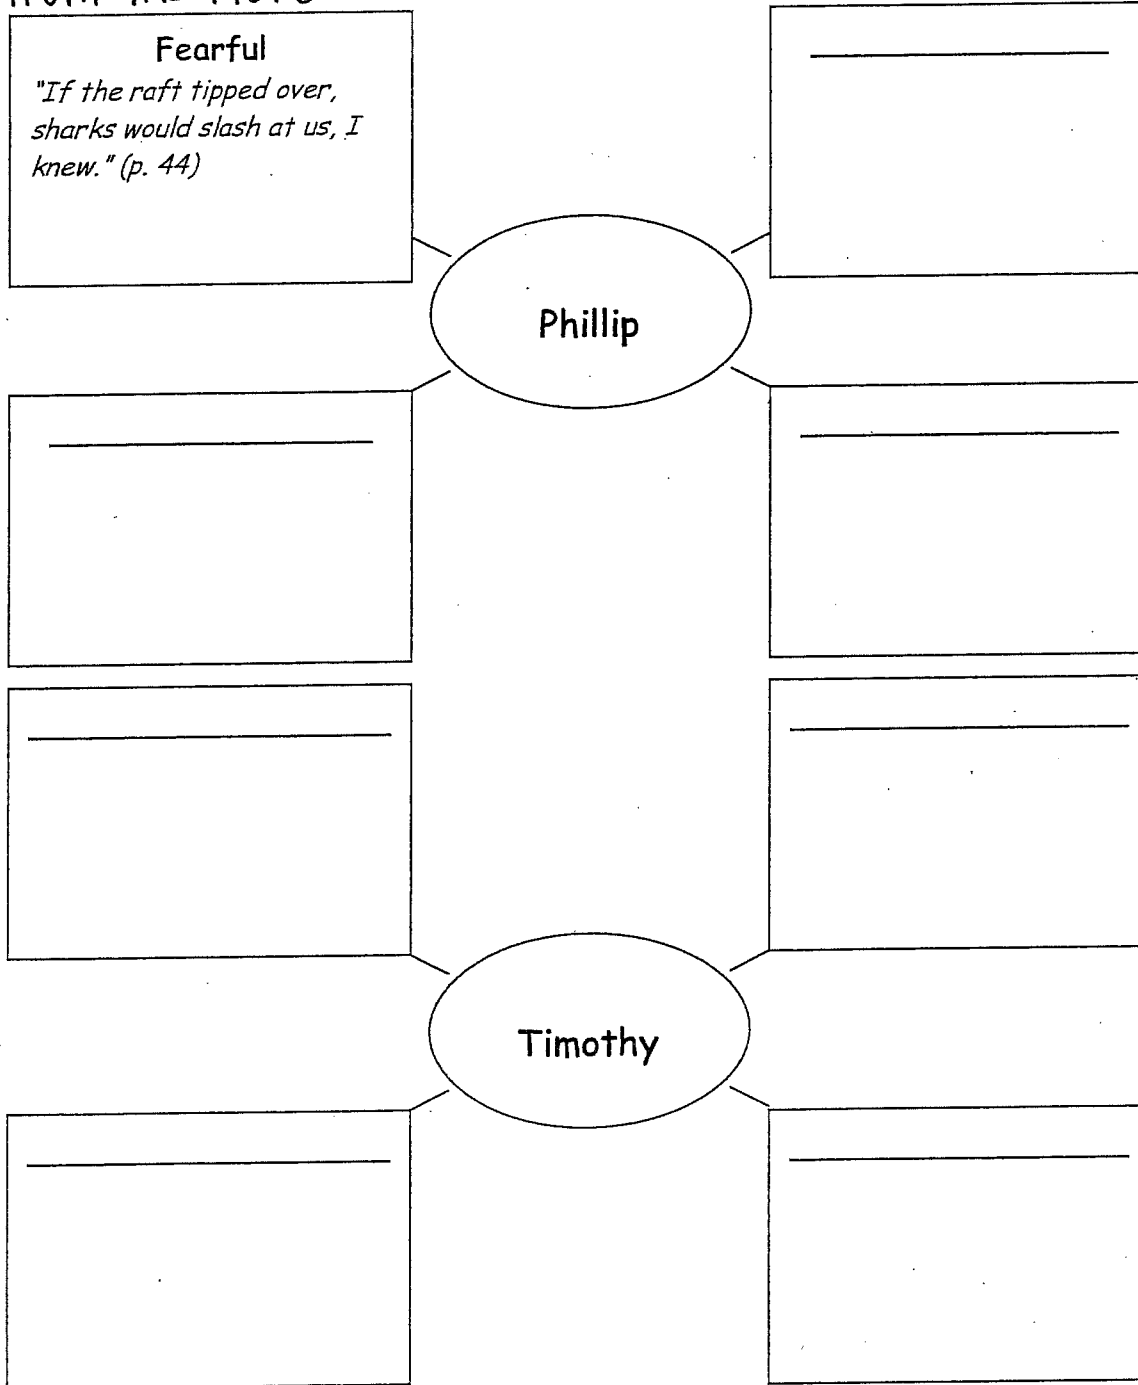 Fearful
"If the raft tipped over,
sharks would slash at us, I
knew." (p. 44)
Phillip
Timothy